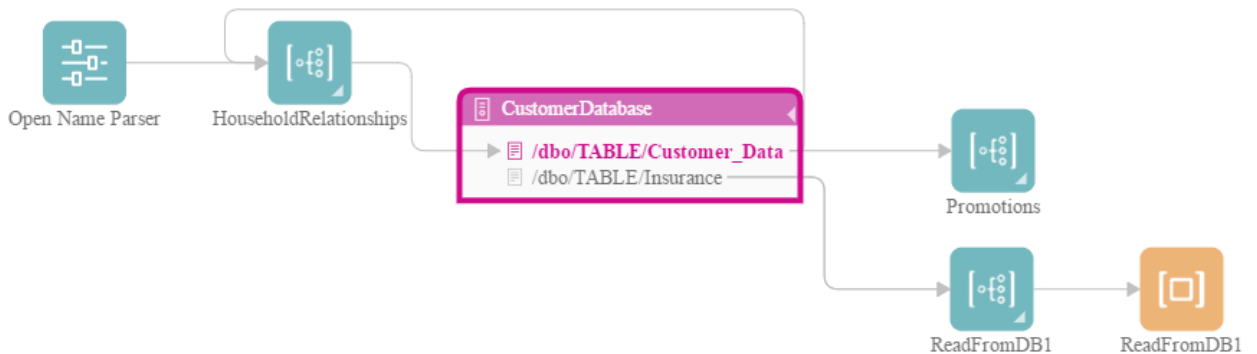 Open Name Parser
HouseholdRelationships
CustomerDatabase
/dbo/TABLE/Customer_Data
/dbo/TABLE/Insurance
Promotions
ReadFromDB1
ReadFromDB1